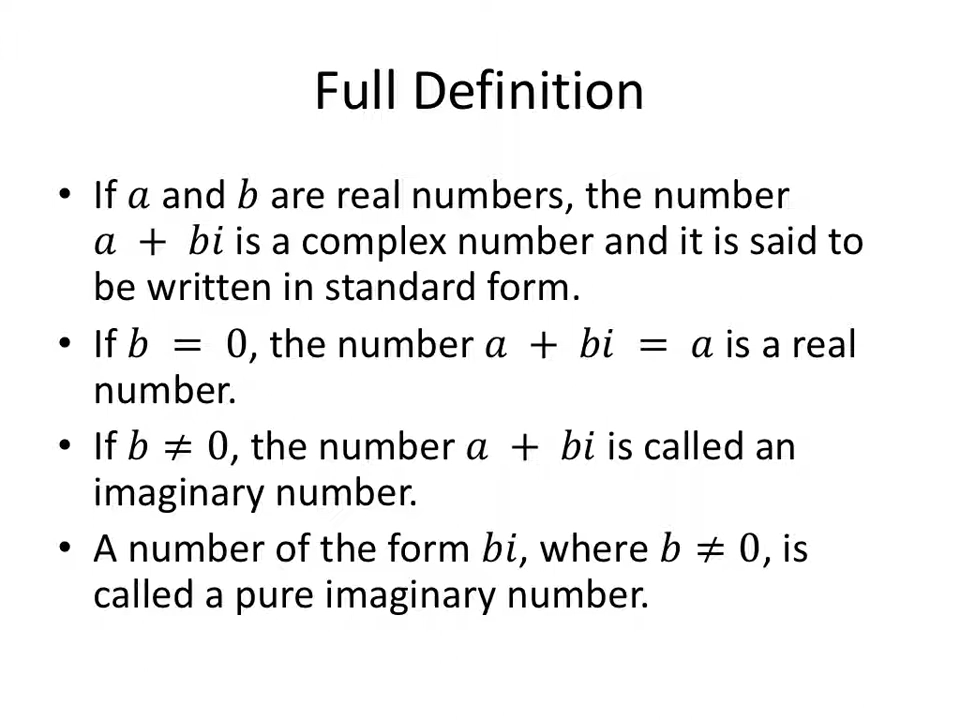 Full Definition
• If a and b are real numbers, the number
a + bi is a complex number and it is said to
be written in standard form.
• If b = 0, the number a + bi = a is a real
number.
• If b ≠ 0, the number a + bi is called an
imaginary number.
• A number of the form bi, where b ≠ 0, is
called a pure imaginary number.